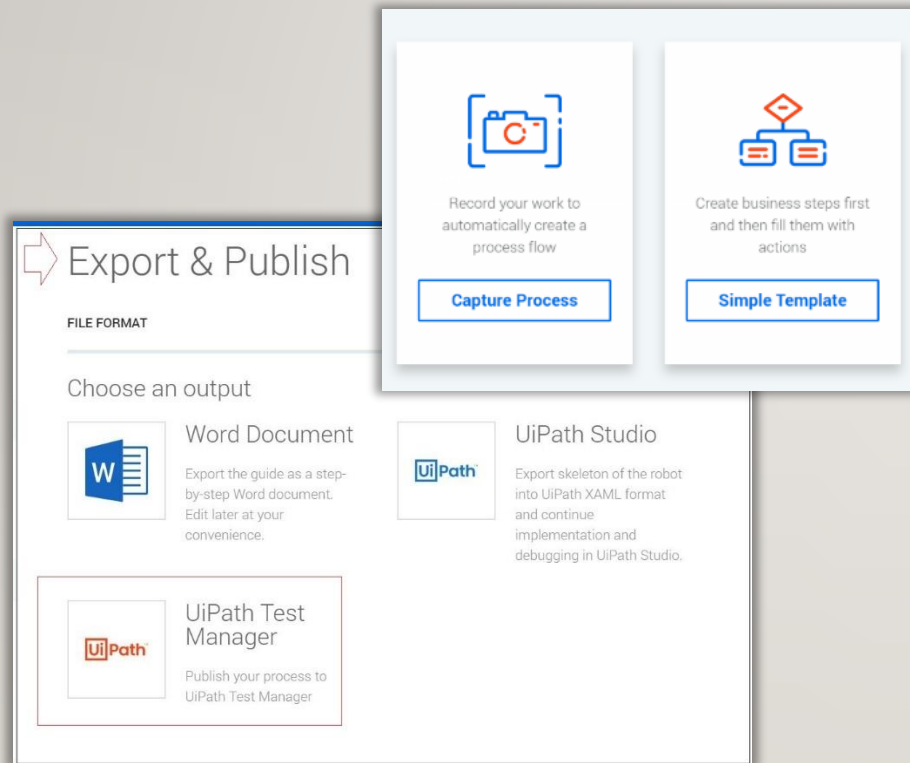 Record your work to
automatically create a
process flow
Capture Process
Create business steps first
and then fill them with
actions
Simple Template
Export & Publish
FILE FORMAT
Choose an output
W
Word Document
Export the guide as a step-
by-step Word document.
Edit later at your
convenience.
UiPath
UiPath Studio
Export skeleton of the robot
into UiPath XAML format
and continue
implementation and
debugging in UiPath Studio.
UiPath
UiPath Test
Manager
Publish your process to
UiPath Test Manager